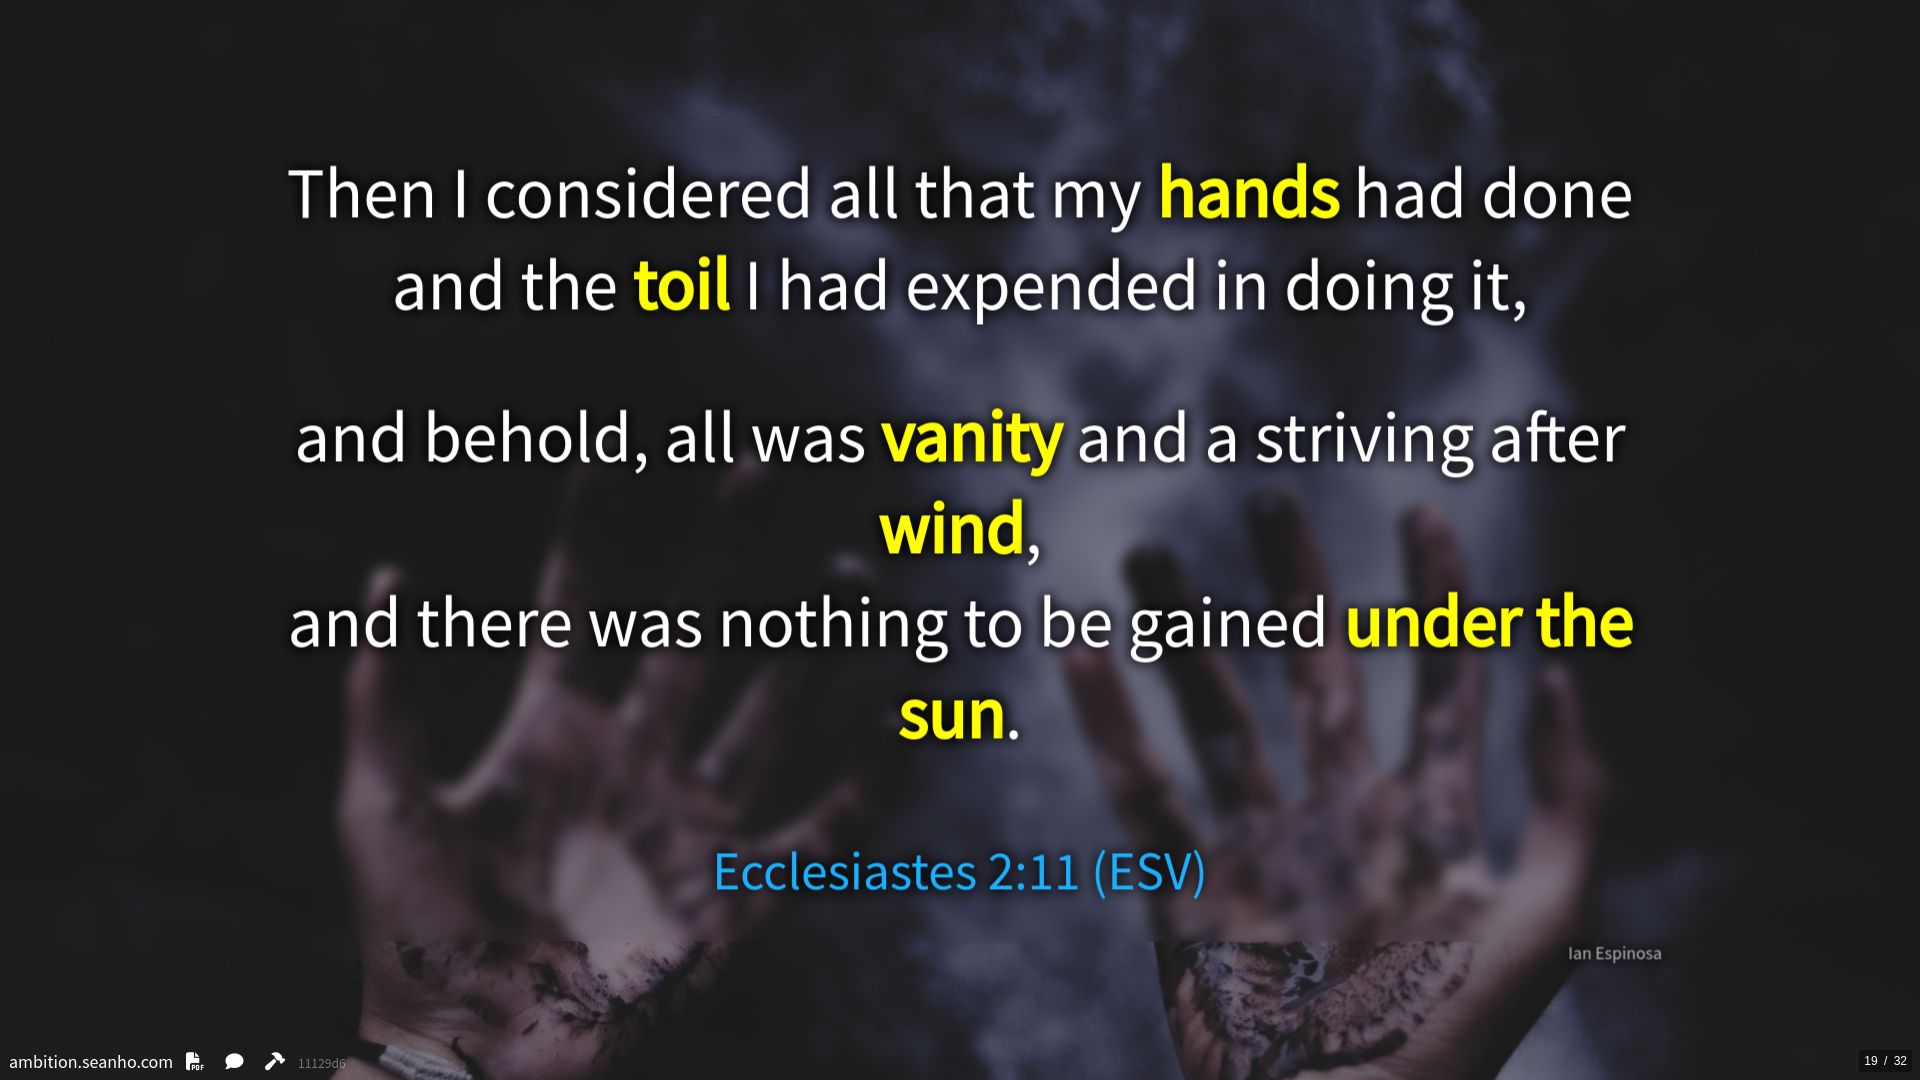 Then I considered all that my hands had done
and the toil I had expended in doing it,
and behold, all was vanity and a striving after
wind,
and there was nothing to be gained under the
sun.
Ecclesiastes 2:11 (ESV)
Ian Espinosa
ambition.seanho.com PDF 11129d6
19 / 32